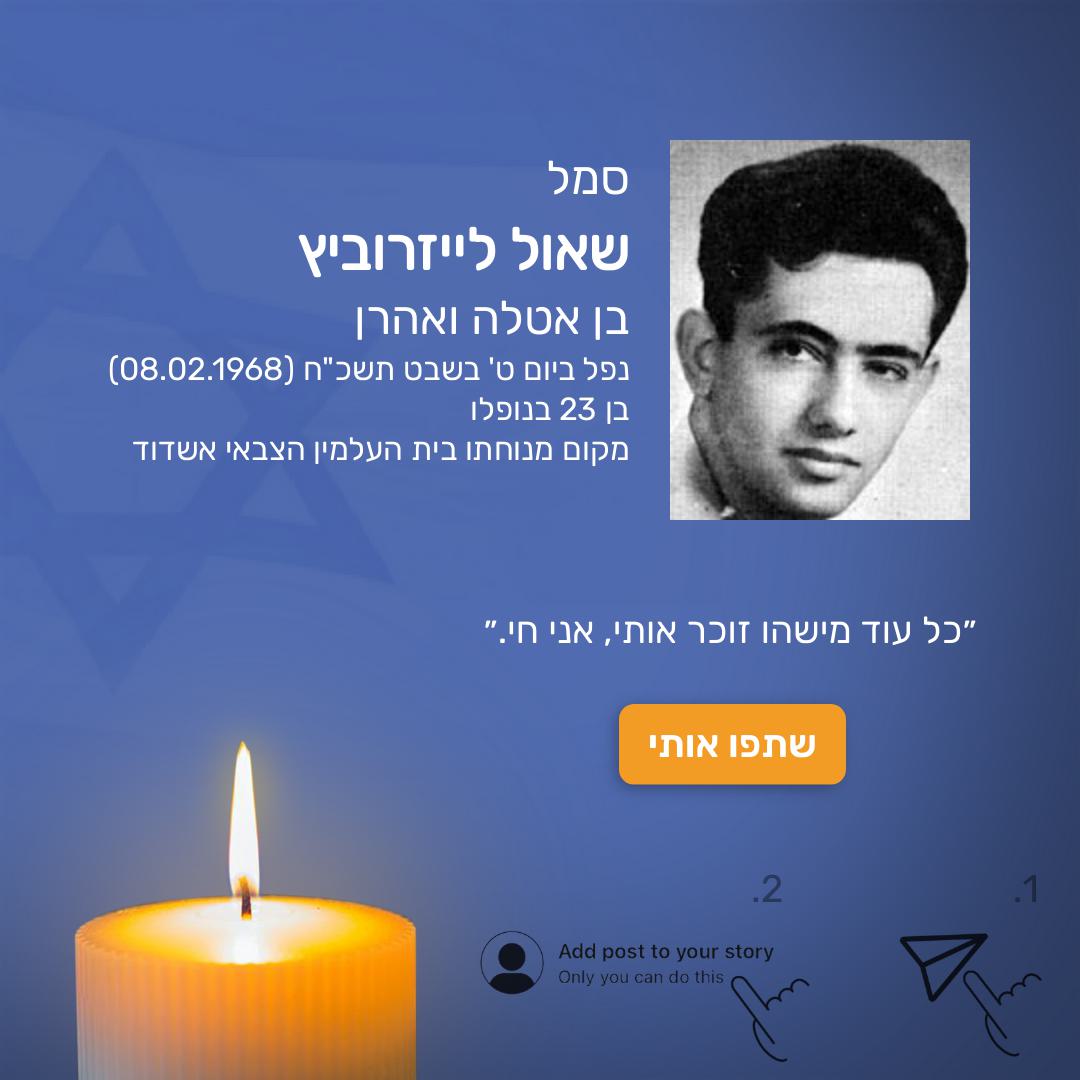 סמל
שאול לייזרוביץ
בן אטלה ואהרן
נפל ביום ט' בשבט תשכ"ח (08.02.1968)
בן 23 בנופלו
מקום מנוחתו בית העלמין הצבאי אשדוד
״כל עוד מישהו זוכר אותי, אני חי.״
שתפו אותי
1.
2.
Add post to your story
Only you can do this